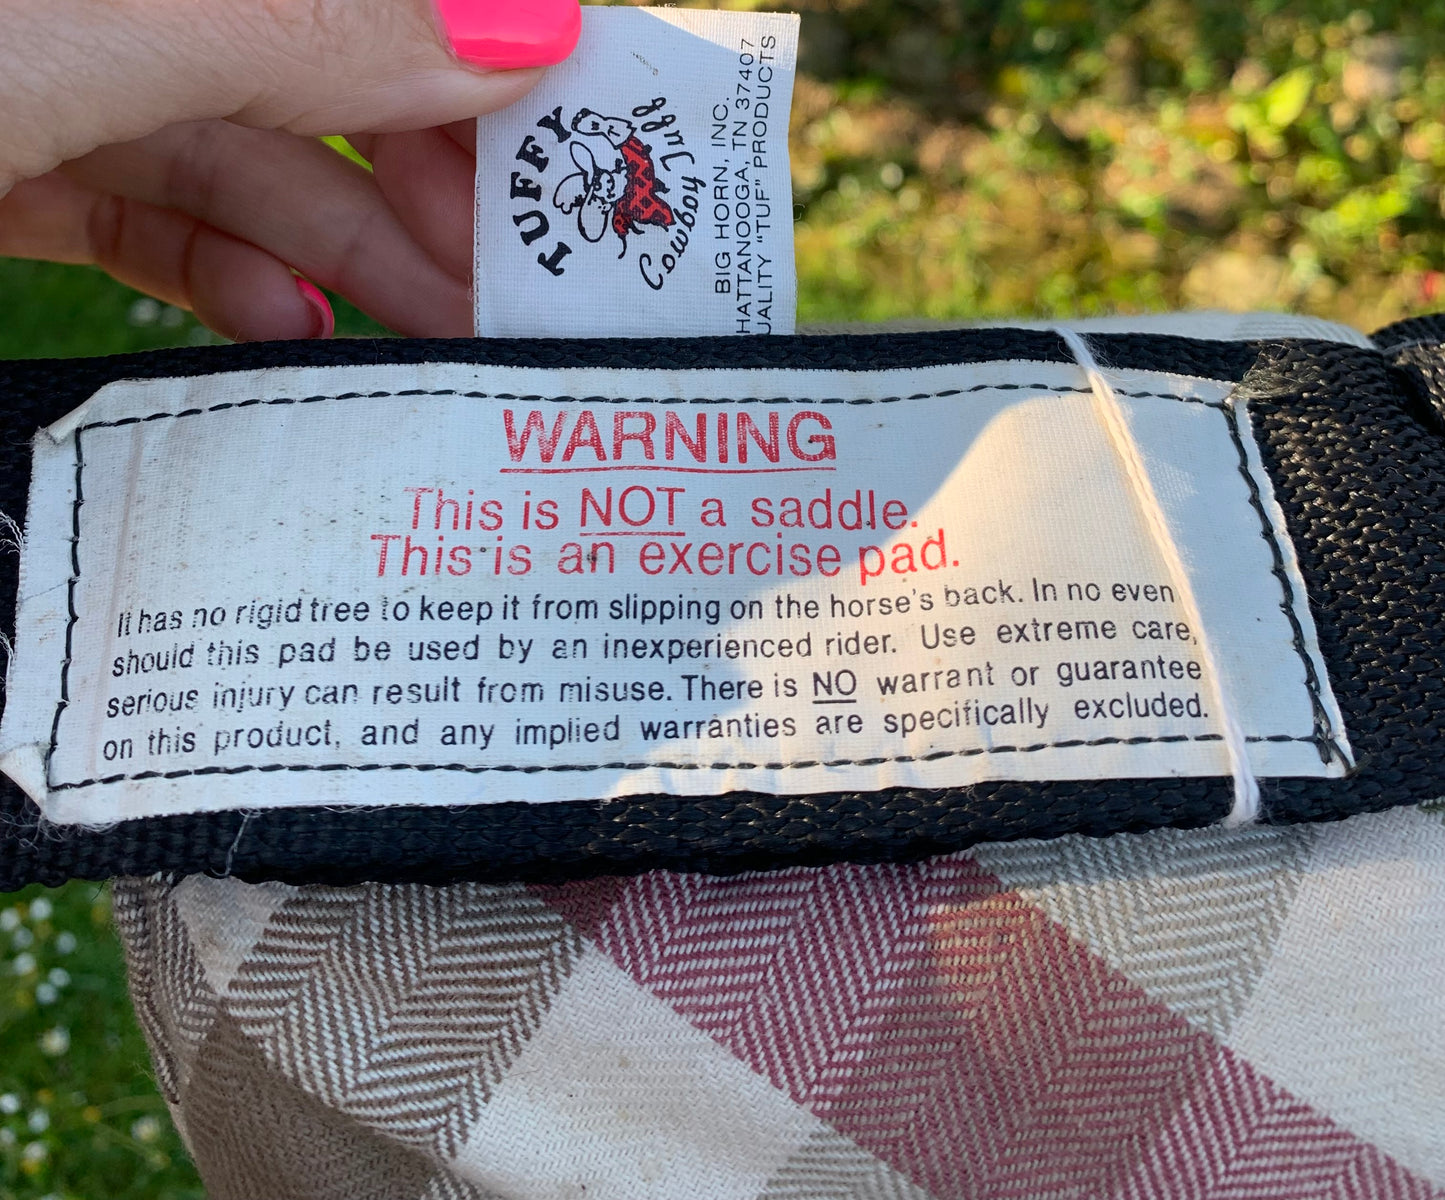 TUFFY
Cowboy Tuff
BIG HORN, INC.
HATTANOOGA, TN 37407
UALITY "TUF" PRODUCTS
WARNING
This is NOT a saddle.
This is an exercise pad.
It has no rigid tree to keep it from slipping on the horse's back. In no even
should this pad be used by an inexperienced rider. Use extreme care,
serious injury can result from misuse. There is NO warrant or guarantee
on this product, and any implied warranties are specifically excluded.